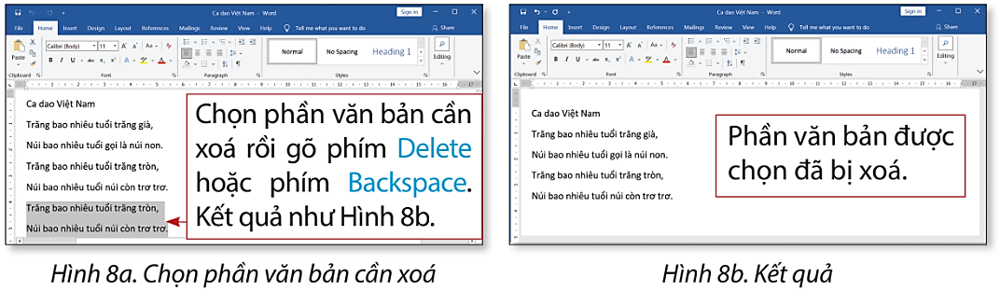 Ca dao Việt Nam - Word
Sign in
File Home Insert Design Layout References Mailings Review View Help Tell me what you want to do Share
Paste
Calibri (Body) 11
Normal No Spacing Heading 1
Editing
Clipboard Font Paragraph Styles
Ca dao Việt Nam
Trăng bao nhiêu tuổi trăng già,
Núi bao nhiêu tuổi gọi là núi non.
Trăng bao nhiêu tuổi trăng tròn,
Núi bao nhiêu tuổi núi còn trơ trơ.
Trăng bao nhiêu tuổi trăng tròn,
Núi bao nhiêu tuổi núi còn trơ trơ.
Chọn phần văn bản cần
xoá rồi gõ phím Delete
hoặc phím Backspace.
Kết quả như Hình 8b.
Hình 8a. Chọn phần văn bản cần xoá
Ca dao Việt Nam - Word
Sign in
File Home Insert Design Layout References Mailings Review View Help Tell me what you want to do Share
Paste
Calibri (Body) 11
Normal No Spacing Heading 1
Editing
Clipboard Font Paragraph Styles
Ca dao Việt Nam
Trăng bao nhiêu tuổi trăng già,
Núi bao nhiêu tuổi gọi là núi non.
Trăng bao nhiêu tuổi trăng tròn,
Núi bao nhiêu tuổi núi còn trơ trơ.
Phần văn bản được
chọn đã bị xoá.
Hình 8b. Kết quả